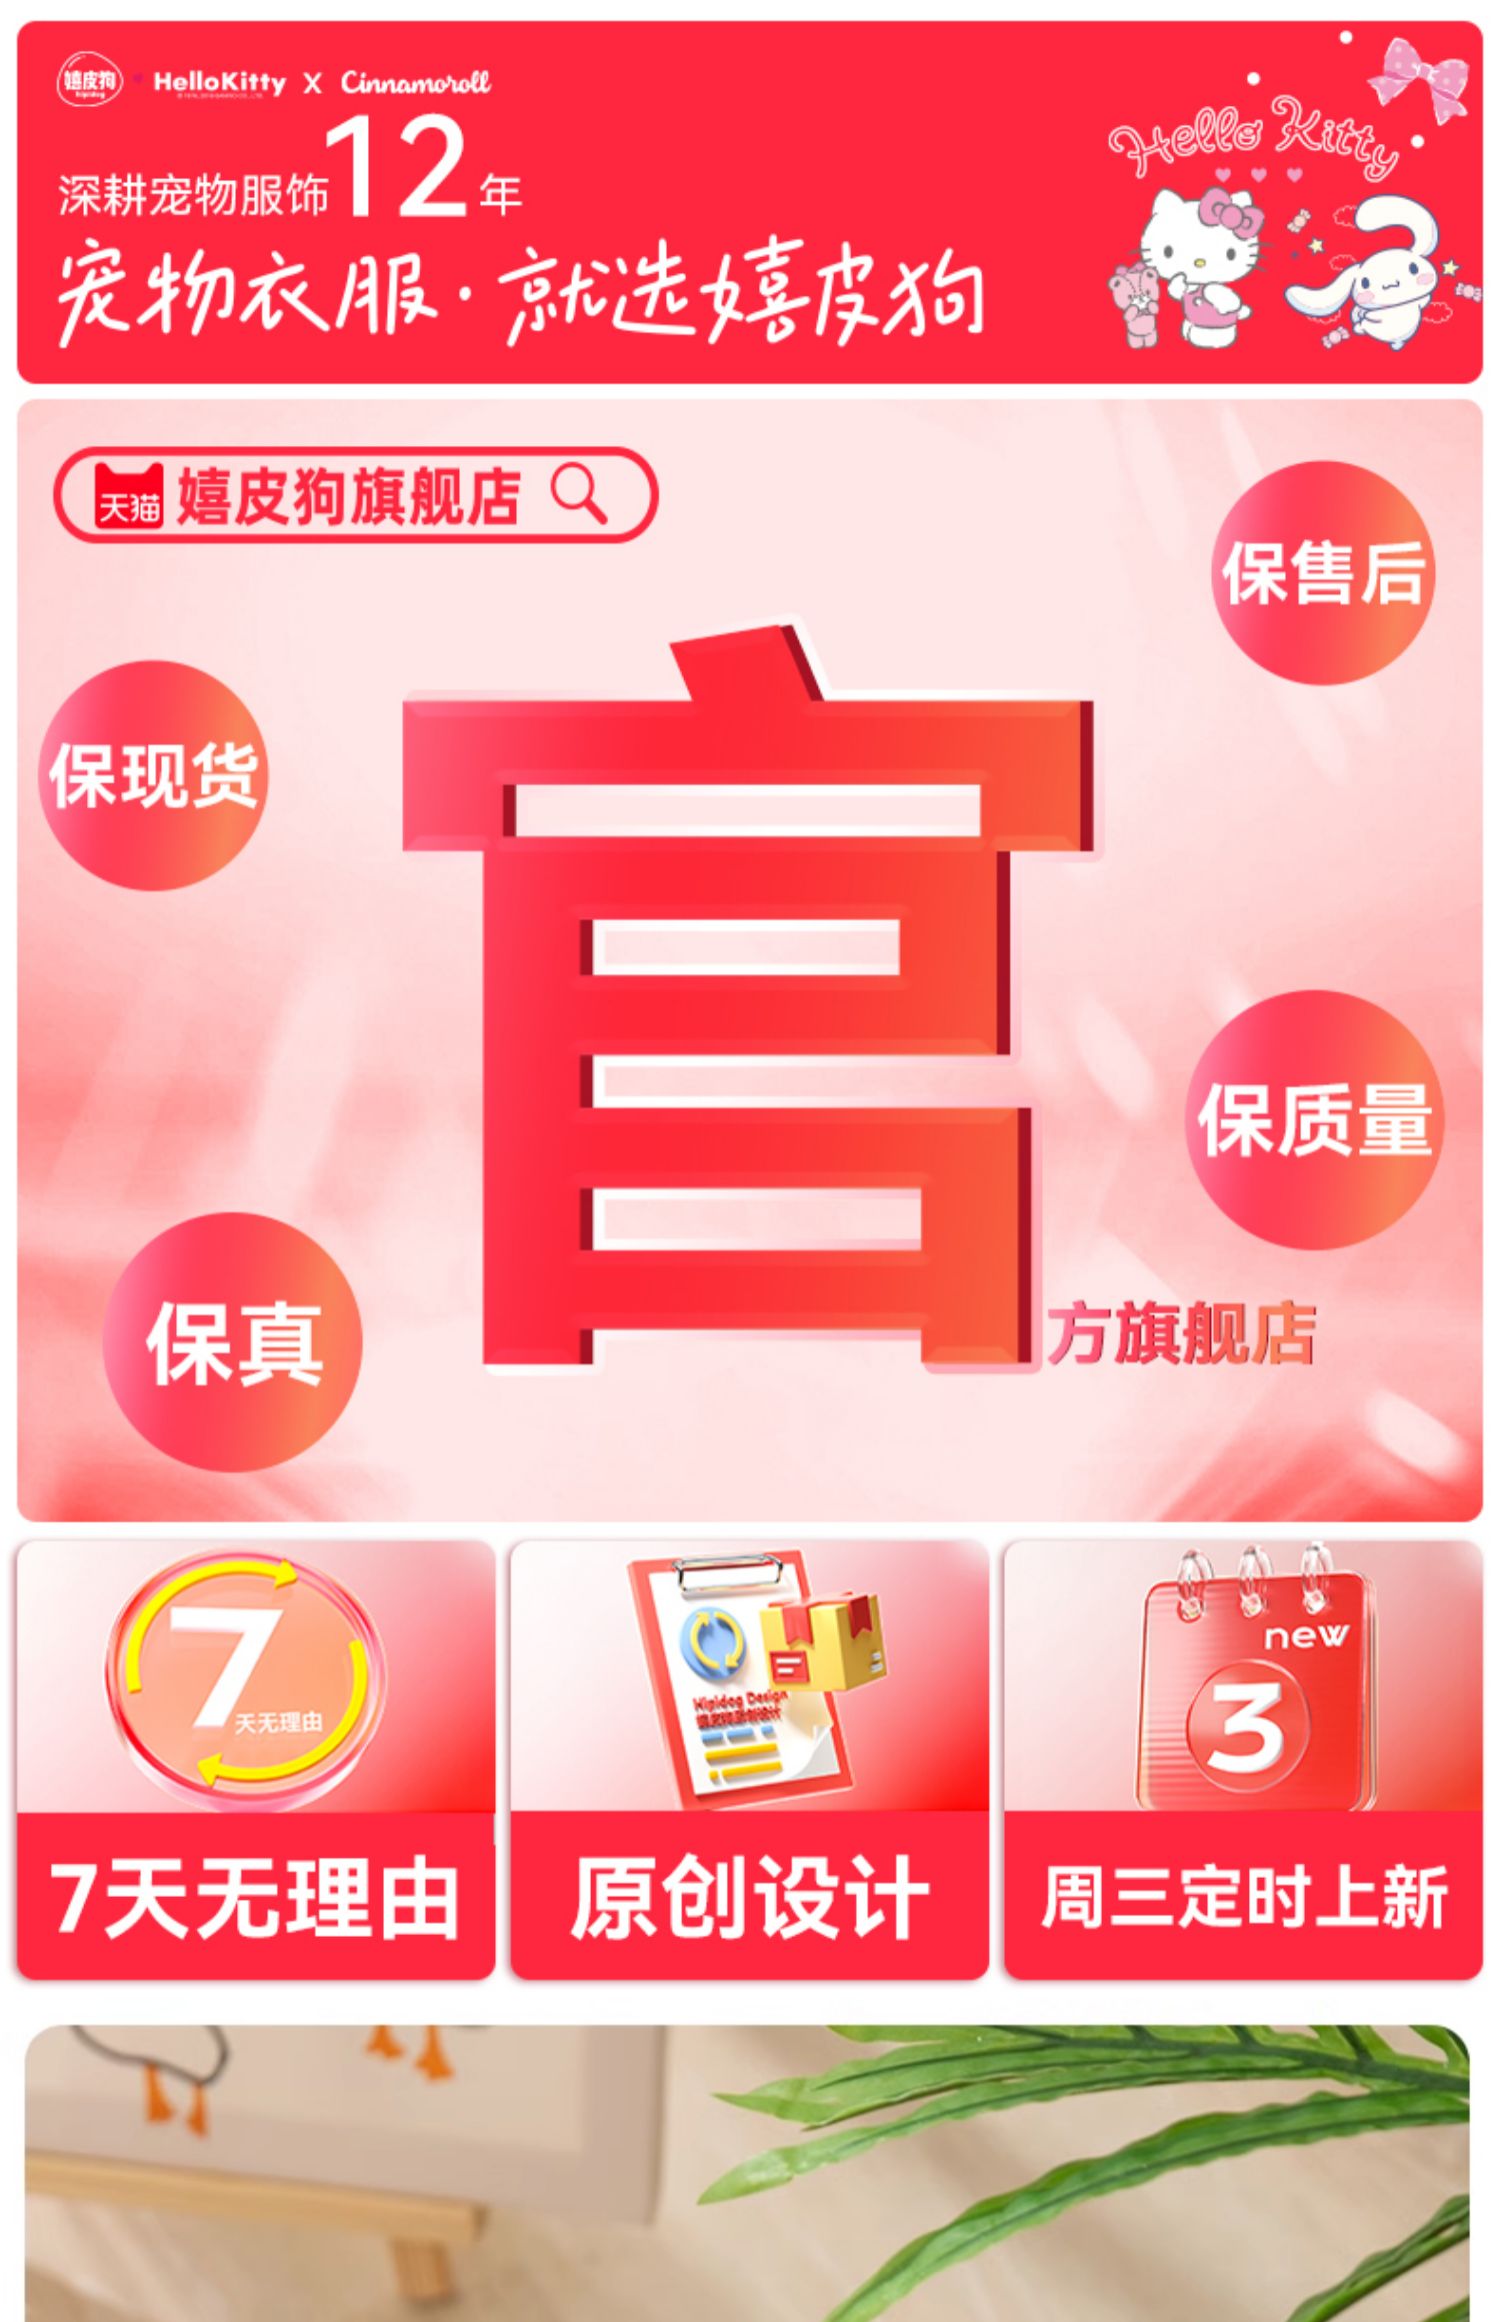 嬉皮狗 HelloKitty X Cinnamoroll
hipidog
深耕宠物服饰12年
宠物衣服·就选嬉皮狗
Hello Kitty
天猫 嬉皮狗旗舰店
保售后
保现货
官方旗舰店
保质量
保真
7天无理由
7天无理由
Hipidog Design
原创设计
new
3
周三定时上新